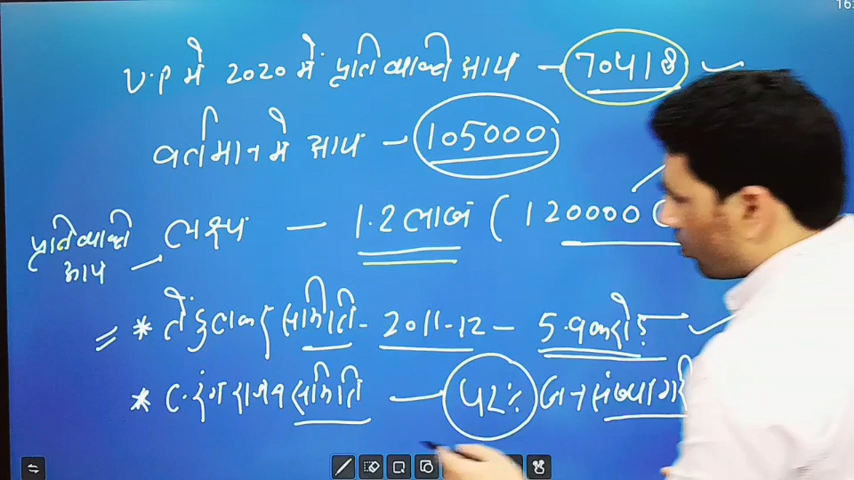 U.P में 2020 में प्रति व्यक्ति आय - 70418
वर्तमान में आय - 105000
प्रति व्यक्ति आय लक्ष्य - 1.2 लाख ( 120000
* तेंदुलकर समिति - 2011-12 - 5.9 करोड़
* C. रंगराजन समिति - 42%